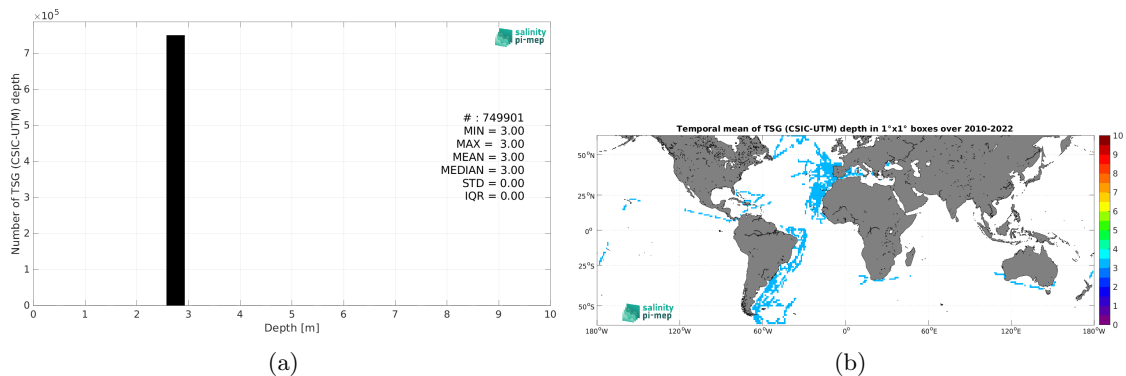 ×10⁵
7
6
5
4
3
2
1
0
Number of TSG (CSIC-UTM) depth
0 1 2 3 4 5 6 7 8 9 10
Depth [m]
salinity
pi-mep
# : 749901
MIN = 3.00
MAX = 3.00
MEAN = 3.00
MEDIAN = 3.00
STD = 0.00
IQR = 0.00
(a)
Temporal mean of TSG (CSIC-UTM) depth in 1°x1° boxes over 2010-2022
50°N
25°N
0°
25°S
50°S
180°W 120°W 60°W 0° 60°E 120°E 180°W
salinity
pi-mep
10
9
8
7
6
5
4
3
2
1
0
(b)